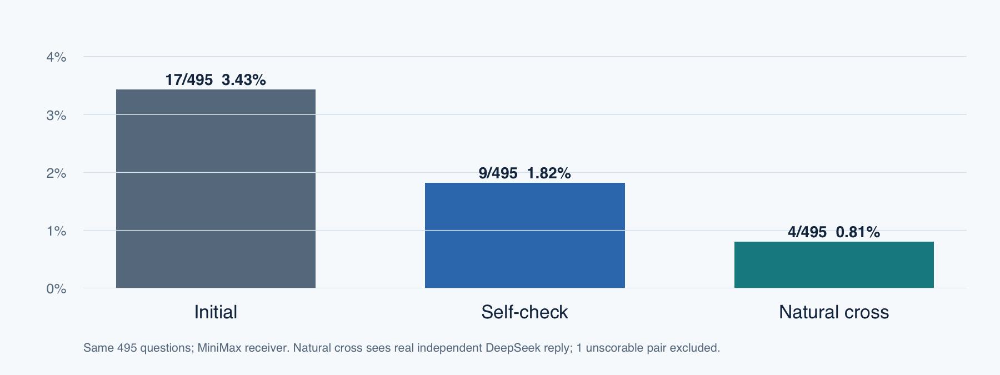 4%
17/495 3.43%
3%
2%
9/495 1.82%
1%
4/495 0.81%
0%
Initial
Self-check
Natural cross
Same 495 questions; MiniMax receiver. Natural cross sees real independent DeepSeek reply; 1 unscorable pair excluded.